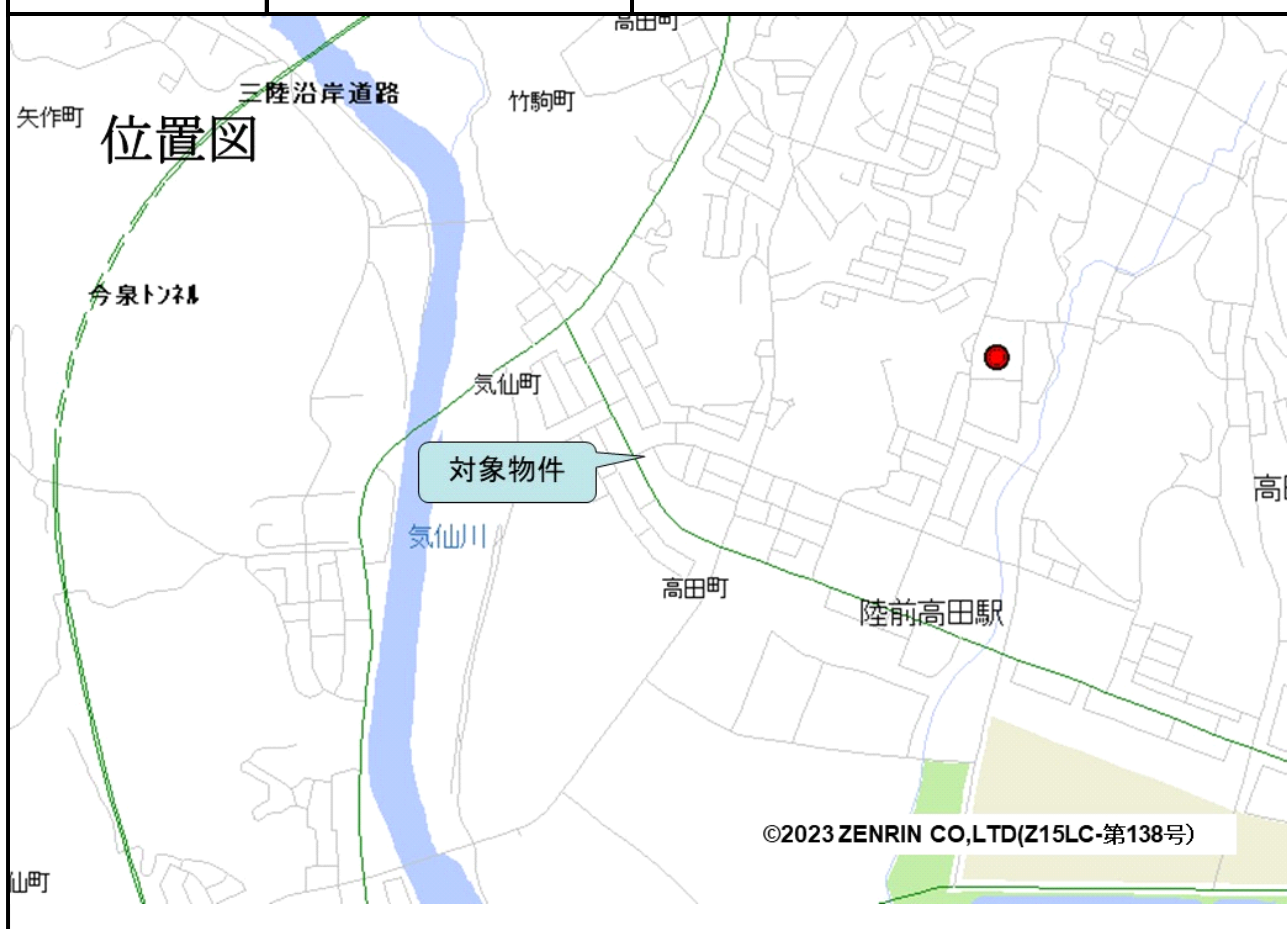 高田町
三陸沿岸道路
竹駒町
矢作町
位置図
今泉トンネル
気仙町
対象物件
気仙川
高田町
陸前高田駅
©2023 ZENRIN CO,LTD(Z15LC-第138号)